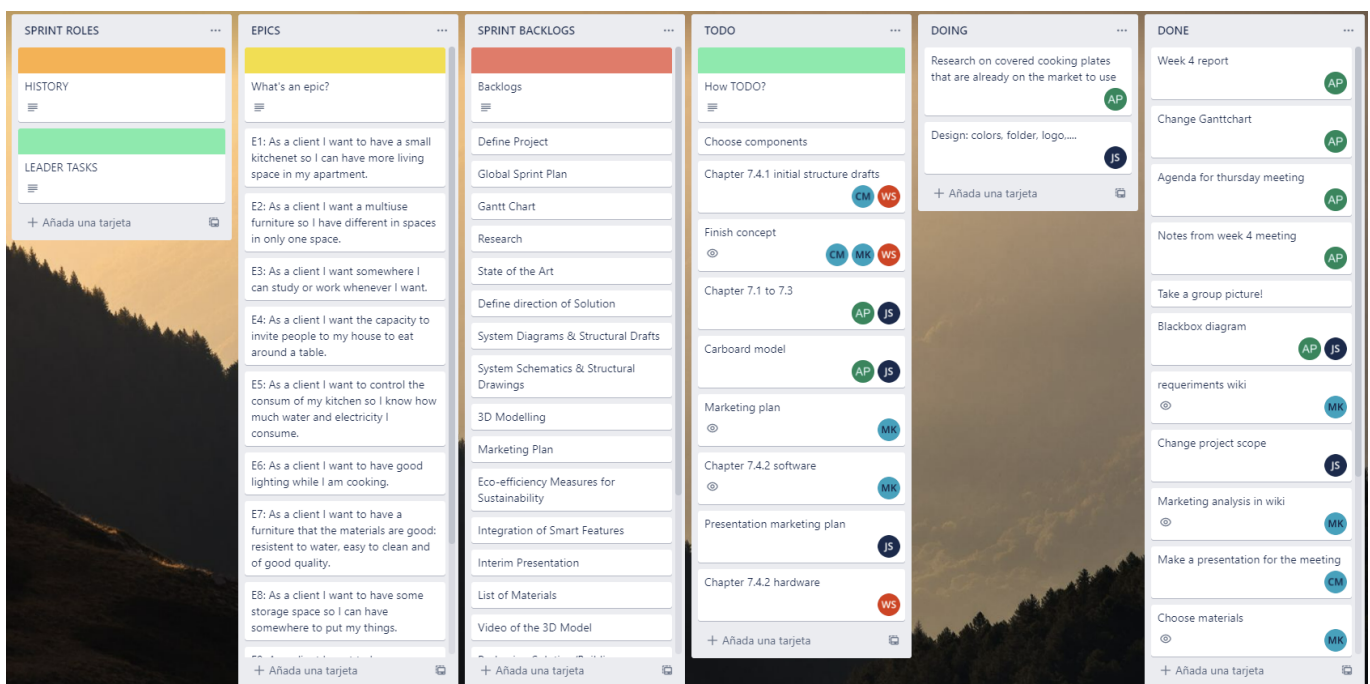 SPRINT ROLES
HISTORY
LEADER TASKS
Añada una tarjeta
EPICS
What's an epic?
E1: As a client I want to have a small
kitchenet so I can have more living
space in my apartment.
E2: As a client I want a multiuse
furniture so I have different in spaces
in only one space.
E3: As a client I want somewhere I
can study or work whenever I want.
E4: As a client I want the capacity to
invite people to my house to eat
around a table.
E5: As a client I want to control the
consum of my kitchen so I know how
much water and electricity I
consume.
E6: As a client I want to have good
lighting while I am cooking.
E7: As a client I want to have a
furniture that the materials are good:
resistent to water, easy to clean and
of good quality.
E8: As a client I want to have some
storage space so I can have
somewhere to put my things.
Añada una tarjeta
SPRINT BACKLOGS
Backlogs
Define Project
Global Sprint Plan
Gantt Chart
Research
State of the Art
Define direction of Solution
System Diagrams & Structural Drafts
System Schematics & Structural
Drawings
3D Modelling
Marketing Plan
Eco-efficiency Measures for
Sustainability
Integration of Smart Features
Interim Presentation
List of Materials
Video of the 3D Model
Añada una tarjeta
TODO
How TODO?
Choose components
Chapter 7.4.1 initial structure drafts
CM WS
Finish concept
CM MK WS
Chapter 7.1 to 7.3
AP JS
Carboard model
AP JS
Marketing plan
MK
Chapter 7.4.2 software
MK
Presentation marketing plan
JS
Chapter 7.4.2 hardware
WS
Añada una tarjeta
DOING
Research on covered cooking plates
that are already on the market to use
AP
Design: colors, folder, logo,....
JS
Añada una tarjeta
DONE
Week 4 report
AP
Change Ganttchart
AP
Agenda for thursday meeting
AP
Notes from week 4 meeting
AP
Take a group picture!
Blackbox diagram
AP JS
requeriments wiki
MK
Change project scope
JS
Marketing analysis in wiki
MK
Make a presentation for the meeting
CM
Choose materials
MK
Añada una tarjeta